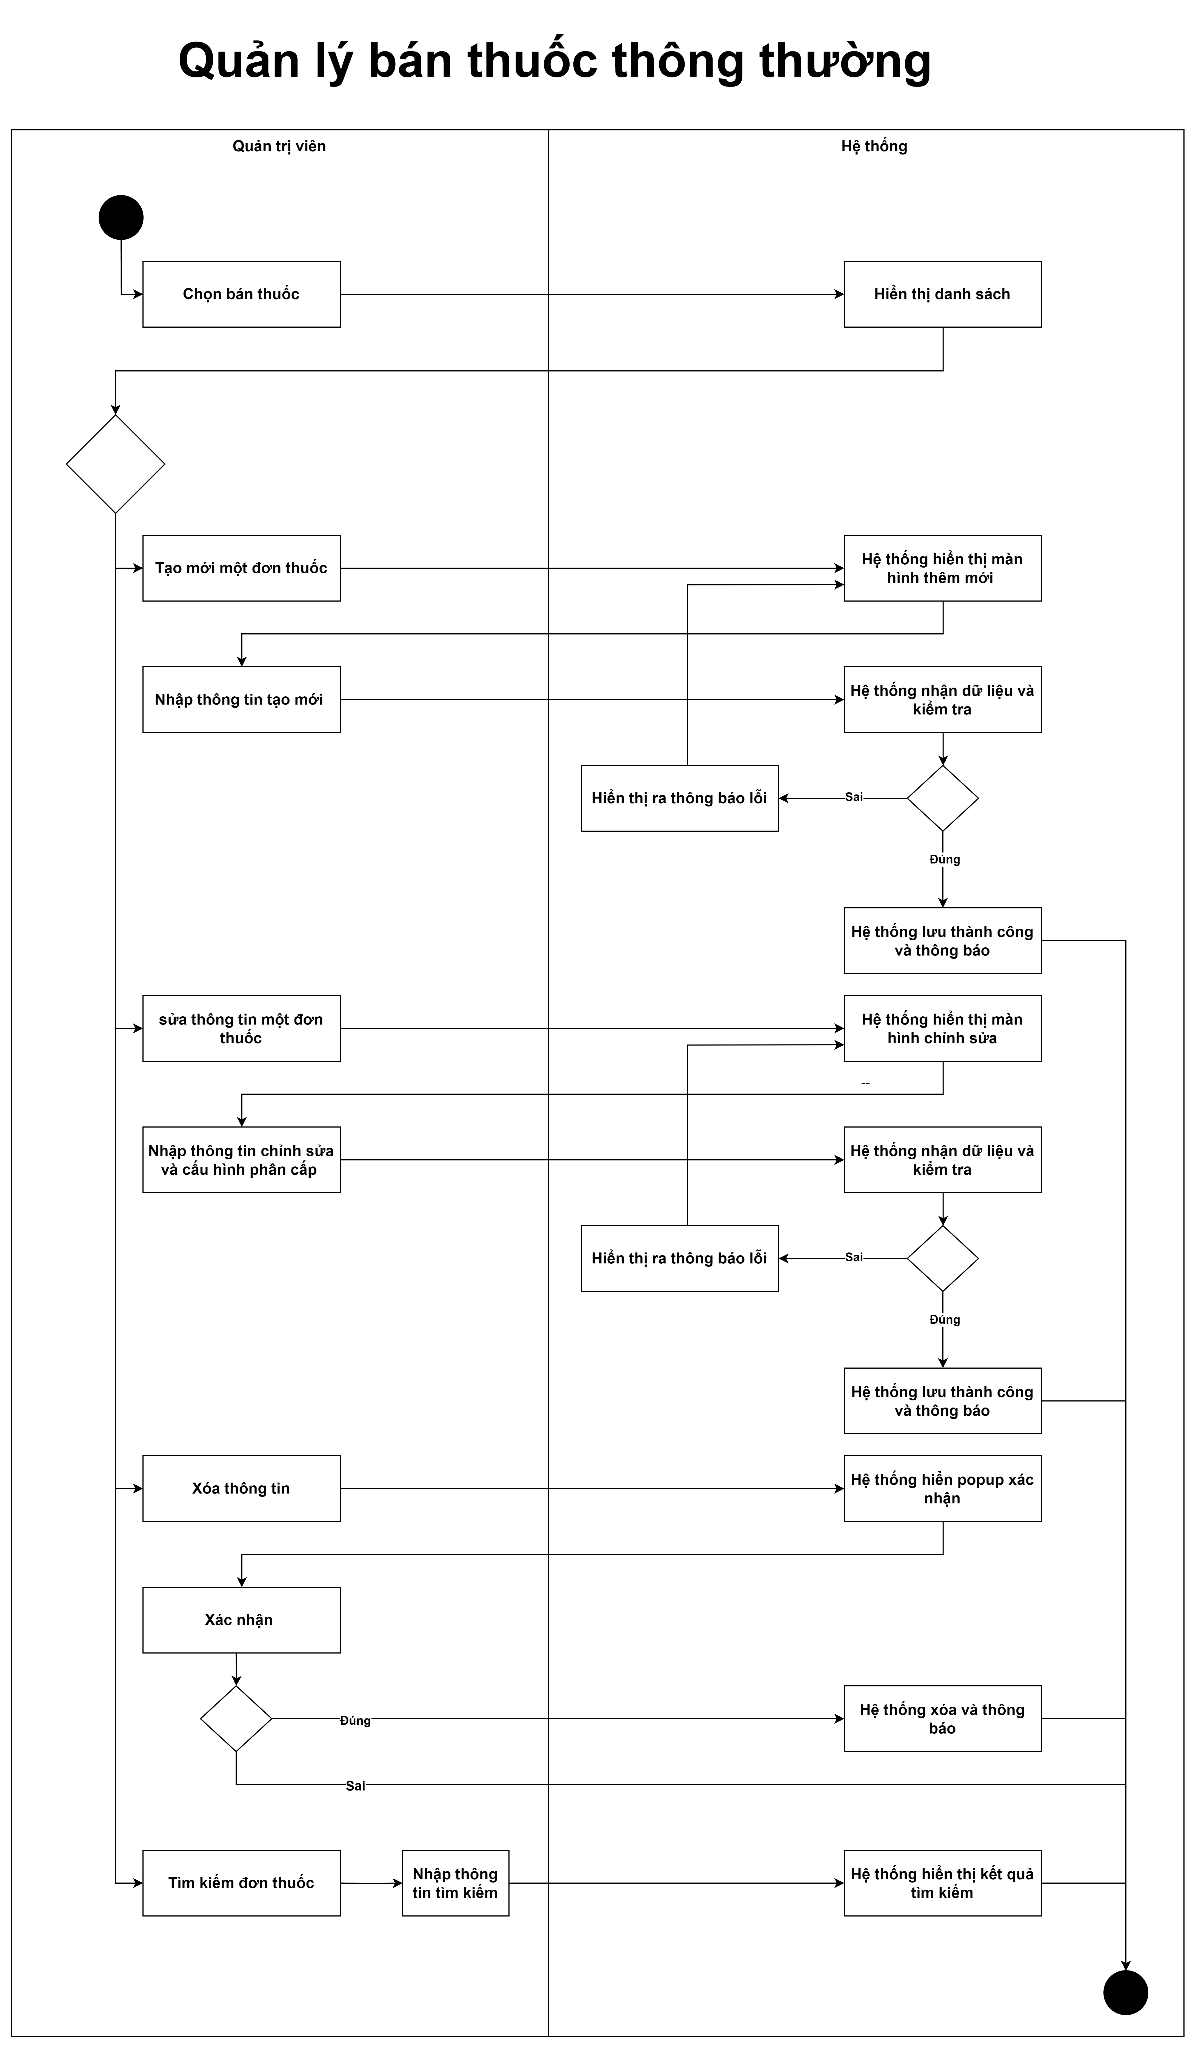 Quản lý bán thuốc thông thường
Quản trị viên
Hệ thống
Chọn bán thuốc
Hiển thị danh sách
Tạo mới một đơn thuốc
Hệ thống hiển thị màn
hình thêm mới
Nhập thông tin tạo mới
Hệ thống nhận dữ liệu và
kiểm tra
Hiển thị ra thông báo lỗi
Sai
Đúng
Hệ thống lưu thành công
và thông báo
sửa thông tin một đơn
thuốc
Hệ thống hiển thị màn
hình chỉnh sửa
--
Nhập thông tin chỉnh sửa
và cấu hình phân cấp
Hệ thống nhận dữ liệu và
kiểm tra
Hiển thị ra thông báo lỗi
Sai
Đúng
Hệ thống lưu thành công
và thông báo
Xóa thông tin
Hệ thống hiển popup xác
nhận
Xác nhận
Đúng
Hệ thống xóa và thông
báo
Sai
Tìm kiếm đơn thuốc
Nhập thông
tin tìm kiếm
Hệ thống hiển thị kết quả
tìm kiếm